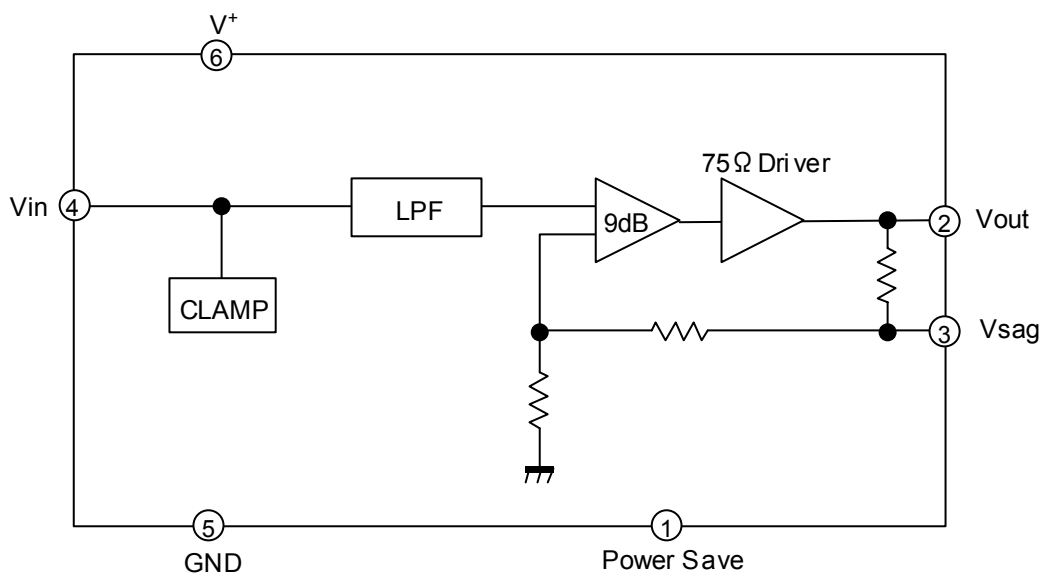 V+
6
75Ω Driver
Vin
4
LPF
9dB
2
Vout
CLAMP
3
Vsag
5
1
GND
Power Save